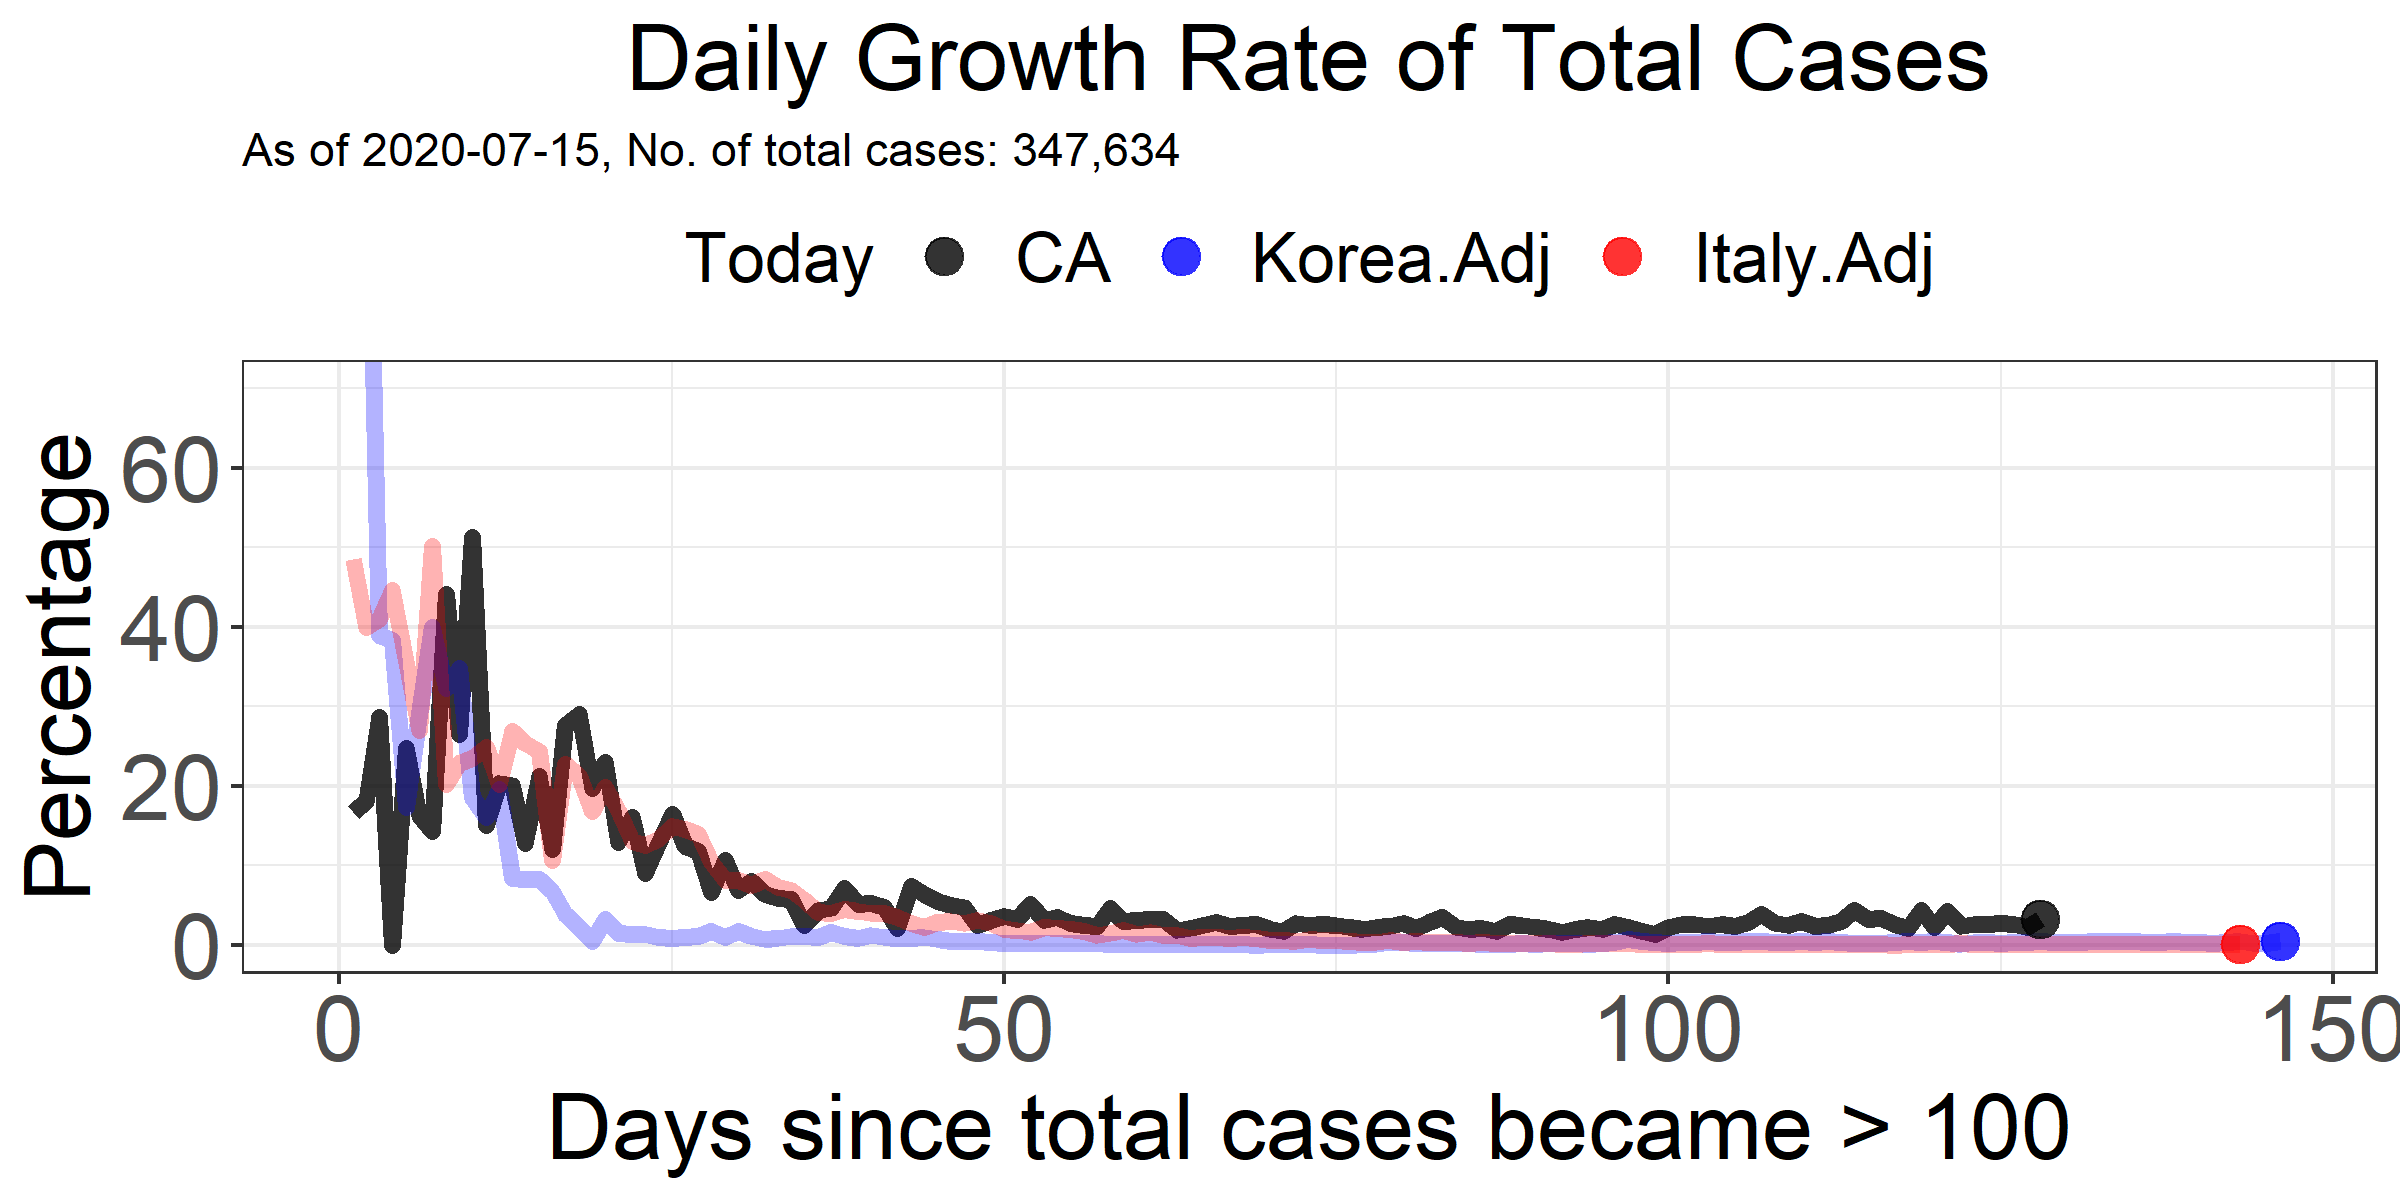 Daily Growth Rate of Total Cases
As of 2020-07-15, No. of total cases: 347,634
Today CA Korea.Adj Italy.Adj
Percentage
60
40
20
0
0 50 100 150
Days since total cases became > 100